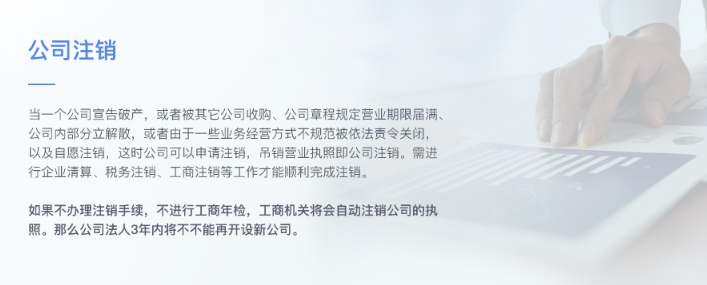 公司注销
当一个公司宣告破产，或者被其它公司收购、公司章程规定营业期限届满、
公司内部分立解散，或者由于一些业务经营方式不规范被依法责令关闭，
以及自愿注销，这时公司可以申请注销，吊销营业执照即公司注销。需进
行企业清算、税务注销、工商注销等工作才能顺利完成注销。
如果不办理注销手续，不进行工商年检，工商机关将会自动注销公司的执
照。那么公司法人3年内将不不能再开设新公司。